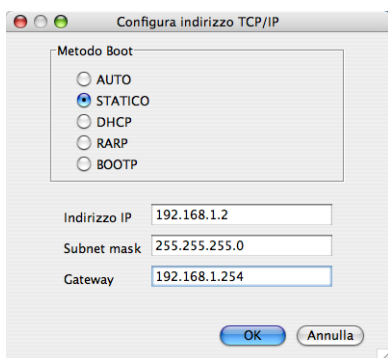 Configura indirizzo TCP/IP
Metodo Boot
AUTO
STATICO
DHCP
RARP
BOOTP
Indirizzo IP 192.168.1.2
Subnet mask 255.255.255.0
Gateway 192.168.1.254
OK Annulla